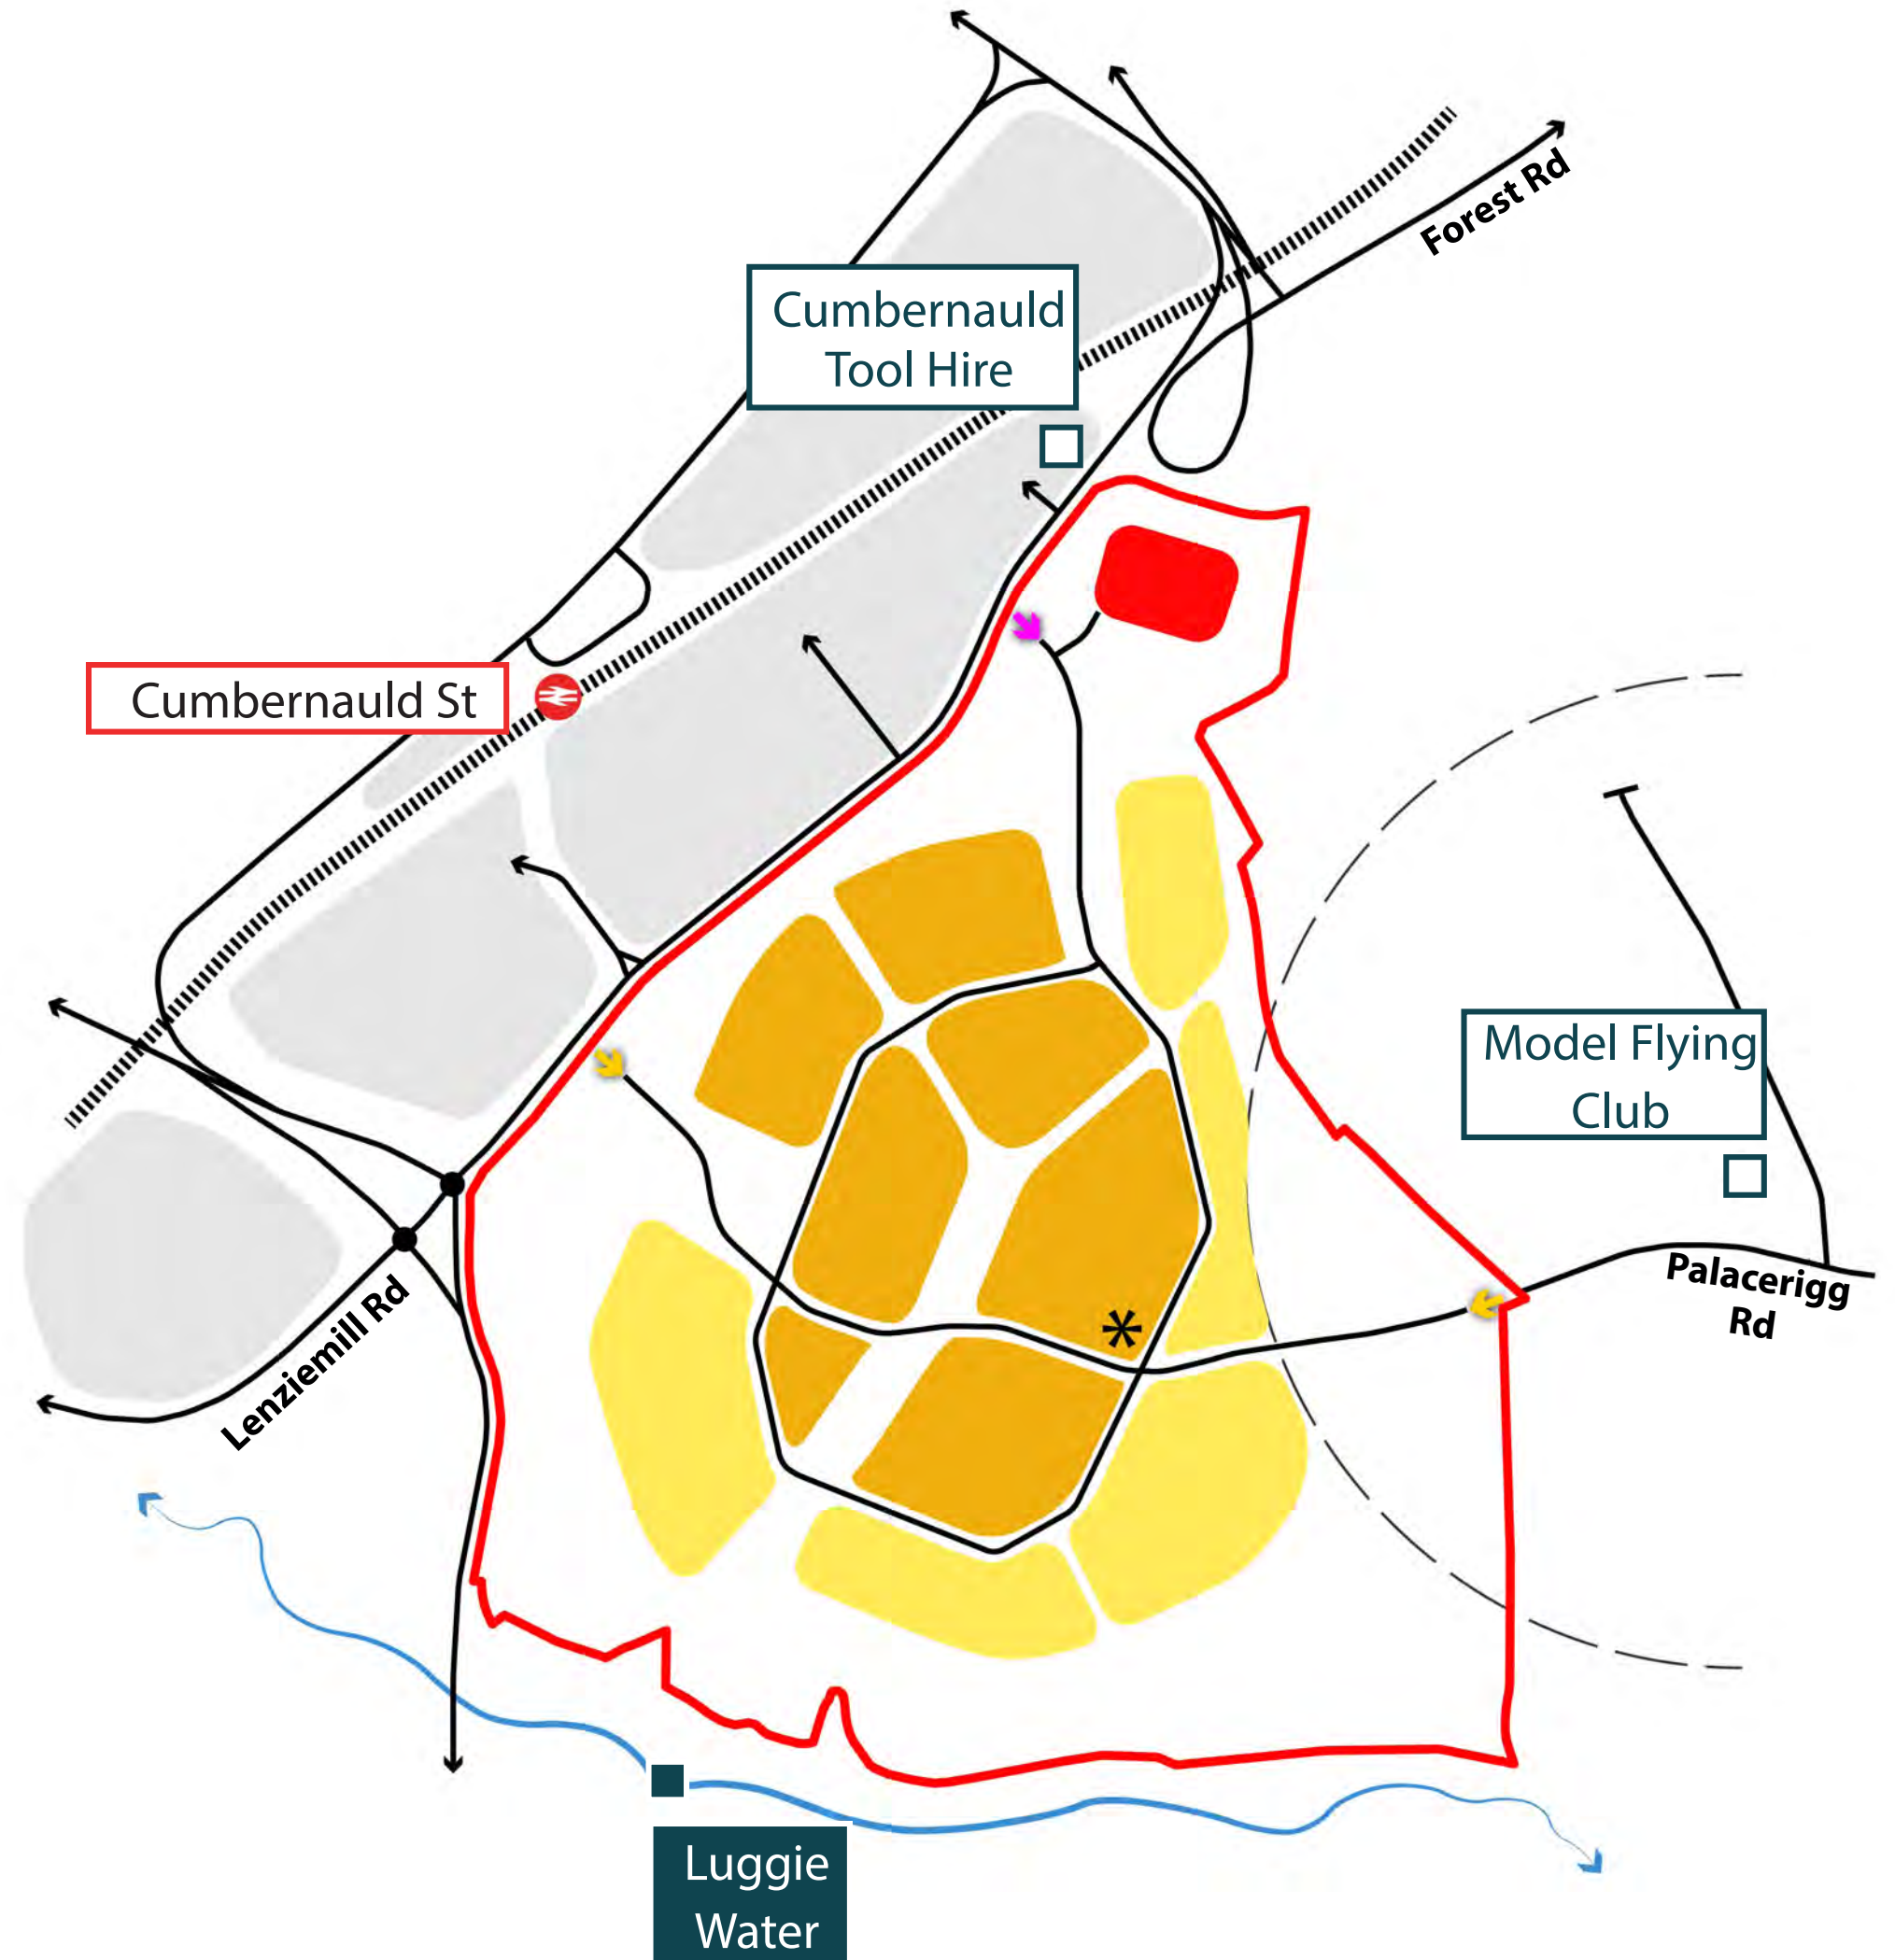 Forest Rd
Cumbernauld
Tool Hire
Cumbernauld St
Model Flying
Club
Palacerigg
Rd
*
Lenziemill Rd
Luggie
Water